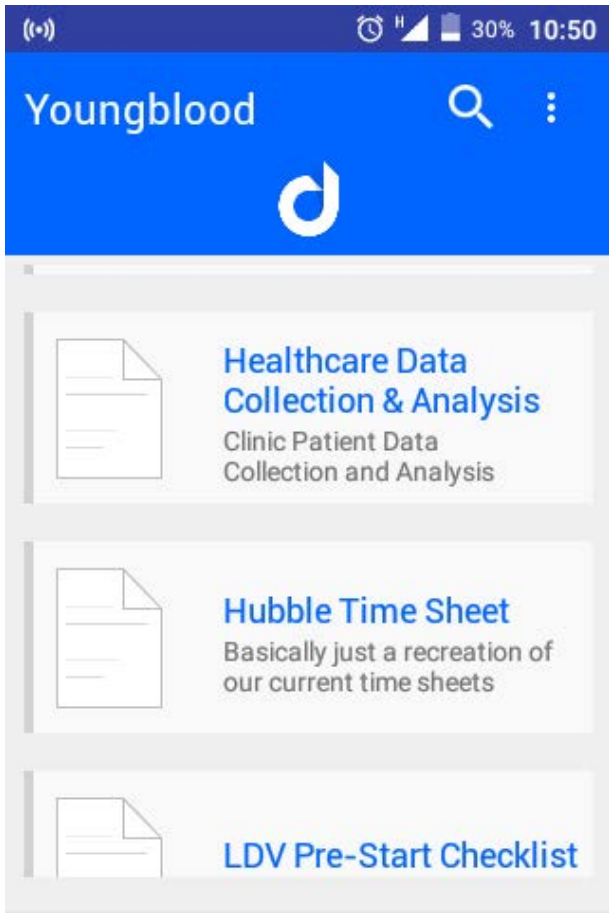 H 30% 10:50
Youngblood
Healthcare Data
Collection & Analysis
Clinic Patient Data
Collection and Analysis
Hubble Time Sheet
Basically just a recreation of
our current time sheets
LDV Pre-Start Checklist